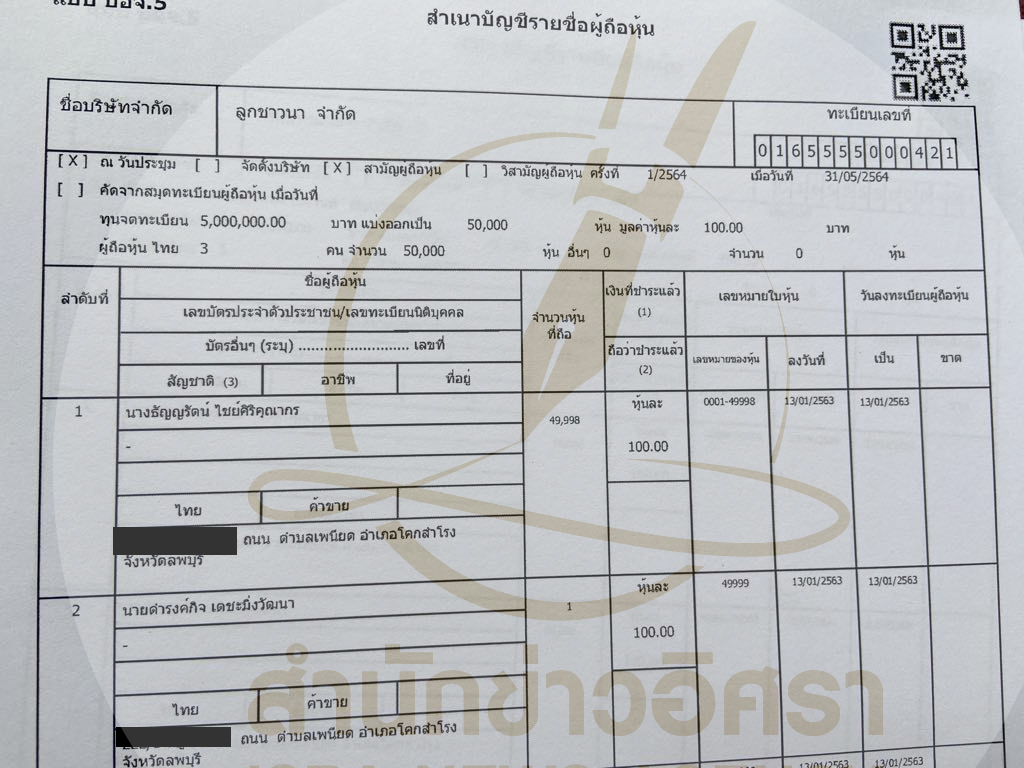 แบบ บอจ.5
สำเนาบัญชีรายชื่อผู้ถือหุ้น
ชื่อบริษัทจำกัด ลูกชาวนา จำกัด ทะเบียนเลขที่
0165555000421
[ X ] ณ วันประชุม [ ] จัดตั้งบริษัท [ X ] สามัญผู้ถือหุ้น [ ] วิสามัญผู้ถือหุ้น ครั้งที่ 1/2564 เมื่อวันที่ 31/05/2564
[ ] คัดจากสมุดทะเบียนผู้ถือหุ้น เมื่อวันที่
ทุนจดทะเบียน 5,000,000.00 บาท แบ่งออกเป็น 50,000 หุ้น มูลค่าหุ้นละ 100.00 บาท
ผู้ถือหุ้น ไทย 3 คน จำนวน 50,000 หุ้น อื่นๆ 0 จำนวน 0 หุ้น
ลำดับที่
ชื่อผู้ถือหุ้น
เลขบัตรประจำตัวประชาชน/เลขทะเบียนนิติบุคคล
บัตรอื่นๆ (ระบุ) .......................... เลขที่
สัญชาติ (3) อาชีพ ที่อยู่
จำนวนหุ้น
ที่ถือ
เงินที่ชำระแล้ว
(1)
ถือว่าชำระแล้ว
(2)
เลขหมายใบหุ้น
เลขหมายของหุ้น ลงวันที่
วันลงทะเบียนผู้ถือหุ้น
เป็น ขาด
1 นางธัญญรัตน์ ไชย์ศิริคุณากร 49,998 หุ้นละ 0001-49998 13/01/2563 13/01/2563
- 100.00
ไทย ค้าขาย
ถนน ตำบลเพนียด อำเภอโคกสำโรง
จังหวัดลพบุรี
2 นายดำรงค์กิจ เดชะมิ่งวัฒนา 1 หุ้นละ 49999 13/01/2563 13/01/2563
- 100.00
ไทย ค้าขาย
ถนน ตำบลเพนียด อำเภอโคกสำโรง
จังหวัดลพบุรี
13/01/2563 13/01/2563
สำนักข่าวอิศรา